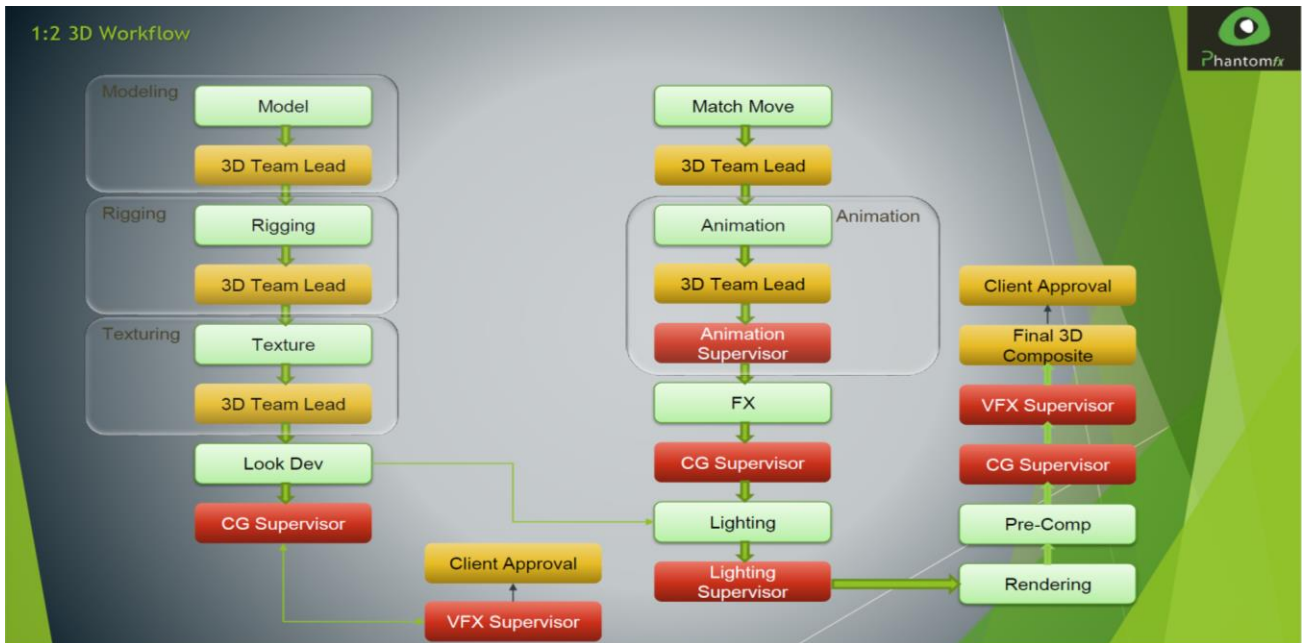 1:2 3D Workflow
Phantomfx
Modeling
Model
3D Team Lead
Rigging
Rigging
3D Team Lead
Texturing
Texture
3D Team Lead
Look Dev
CG Supervisor
Client Approval
VFX Supervisor
Match Move
3D Team Lead
Animation
Animation
3D Team Lead
Animation
Supervisor
FX
CG Supervisor
Lighting
Lighting
Supervisor
Client Approval
Final 3D
Composite
VFX Supervisor
CG Supervisor
Pre-Comp
Rendering